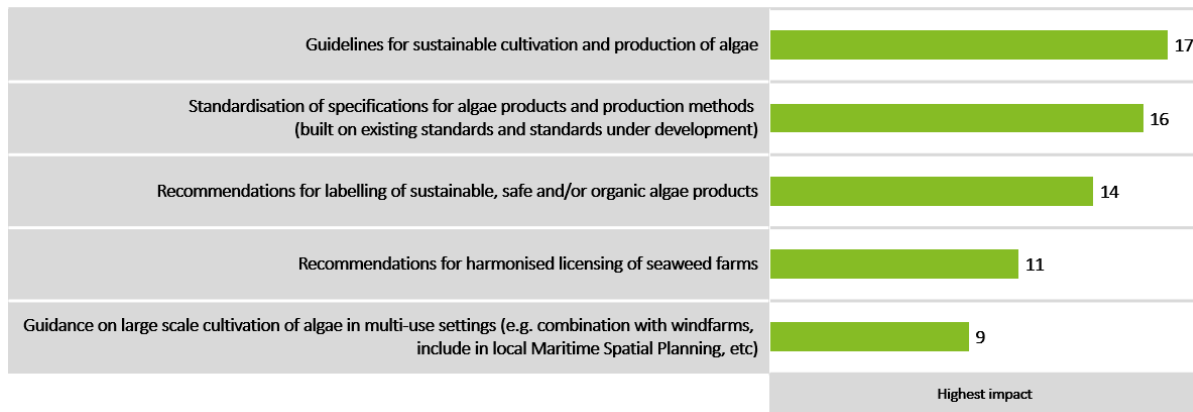 Guidelines for sustainable cultivation and production of algae
17
Standardisation of specifications for algae products and production methods
(built on existing standards and standards under development)
16
Recommendations for labelling of sustainable, safe and/or organic algae products
14
Recommendations for harmonised licensing of seaweed farms
11
Guidance on large scale cultivation of algae in multi-use settings (e.g. combination with windfarms,
include in local Maritime Spatial Planning, etc)
9
Highest impact